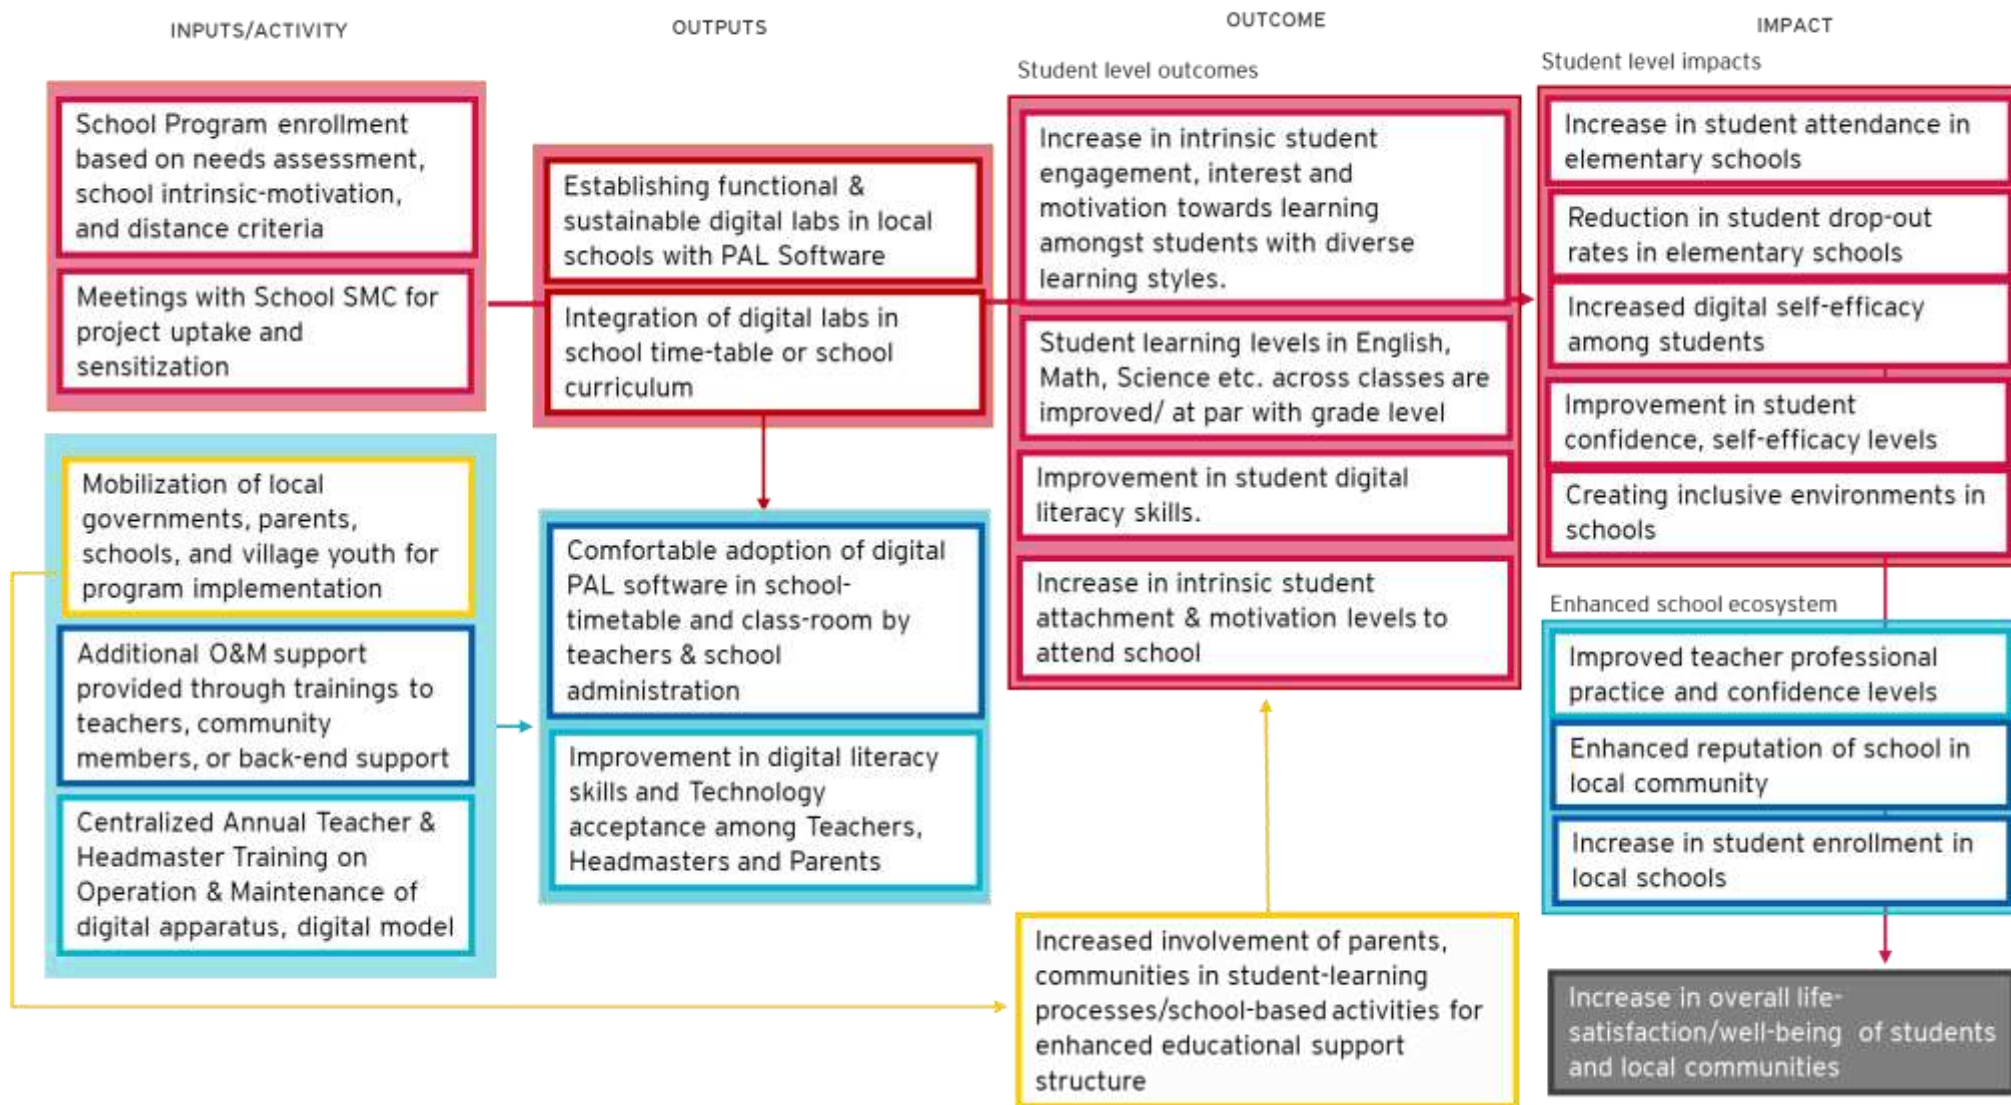 INPUTS/ACTIVITY
School Program enrollment
based on needs assessment,
school intrinsic-motivation,
and distance criteria
Meetings with School SMC for
project uptake and
sensitization
Mobilization of local
governments, parents,
schools, and village youth for
program implementation
Additional O&M support
provided through trainings to
teachers, community
members, or back-end support
Centralized Annual Teacher &
Headmaster Training on
Operation & Maintenance of
digital apparatus, digital model
OUTPUTS
Establishing functional &
sustainable digital labs in local
schools with PAL Software
Integration of digital labs in
school time-table or school
curriculum
Comfortable adoption of digital
PAL software in school-
timetable and class-room by
teachers & school
administration
Improvement in digital literacy
skills and Technology
acceptance among Teachers,
Headmasters and Parents
OUTCOME
Student level outcomes
Increase in intrinsic student
engagement, interest and
motivation towards learning
amongst students with diverse
learning styles.
Student learning levels in English,
Math, Science etc. across classes are
improved/ at par with grade level
Improvement in student digital
literacy skills.
Increase in intrinsic student
attachment & motivation levels to
attend school
Increased involvement of parents,
communities in student-learning
processes/school-based activities for
enhanced educational support
structure
IMPACT
Student level impacts
Increase in student attendance in
elementary schools
Reduction in student drop-out
rates in elementary schools
Increased digital self-efficacy
among students
Improvement in student
confidence, self-efficacy levels
Creating inclusive environments in
schools
Enhanced school ecosystem
Improved teacher professional
practice and confidence levels
Enhanced reputation of school in
local community
Increase in student enrollment in
local schools
Increase in overall life-
satisfaction/well-being of students
and local communities